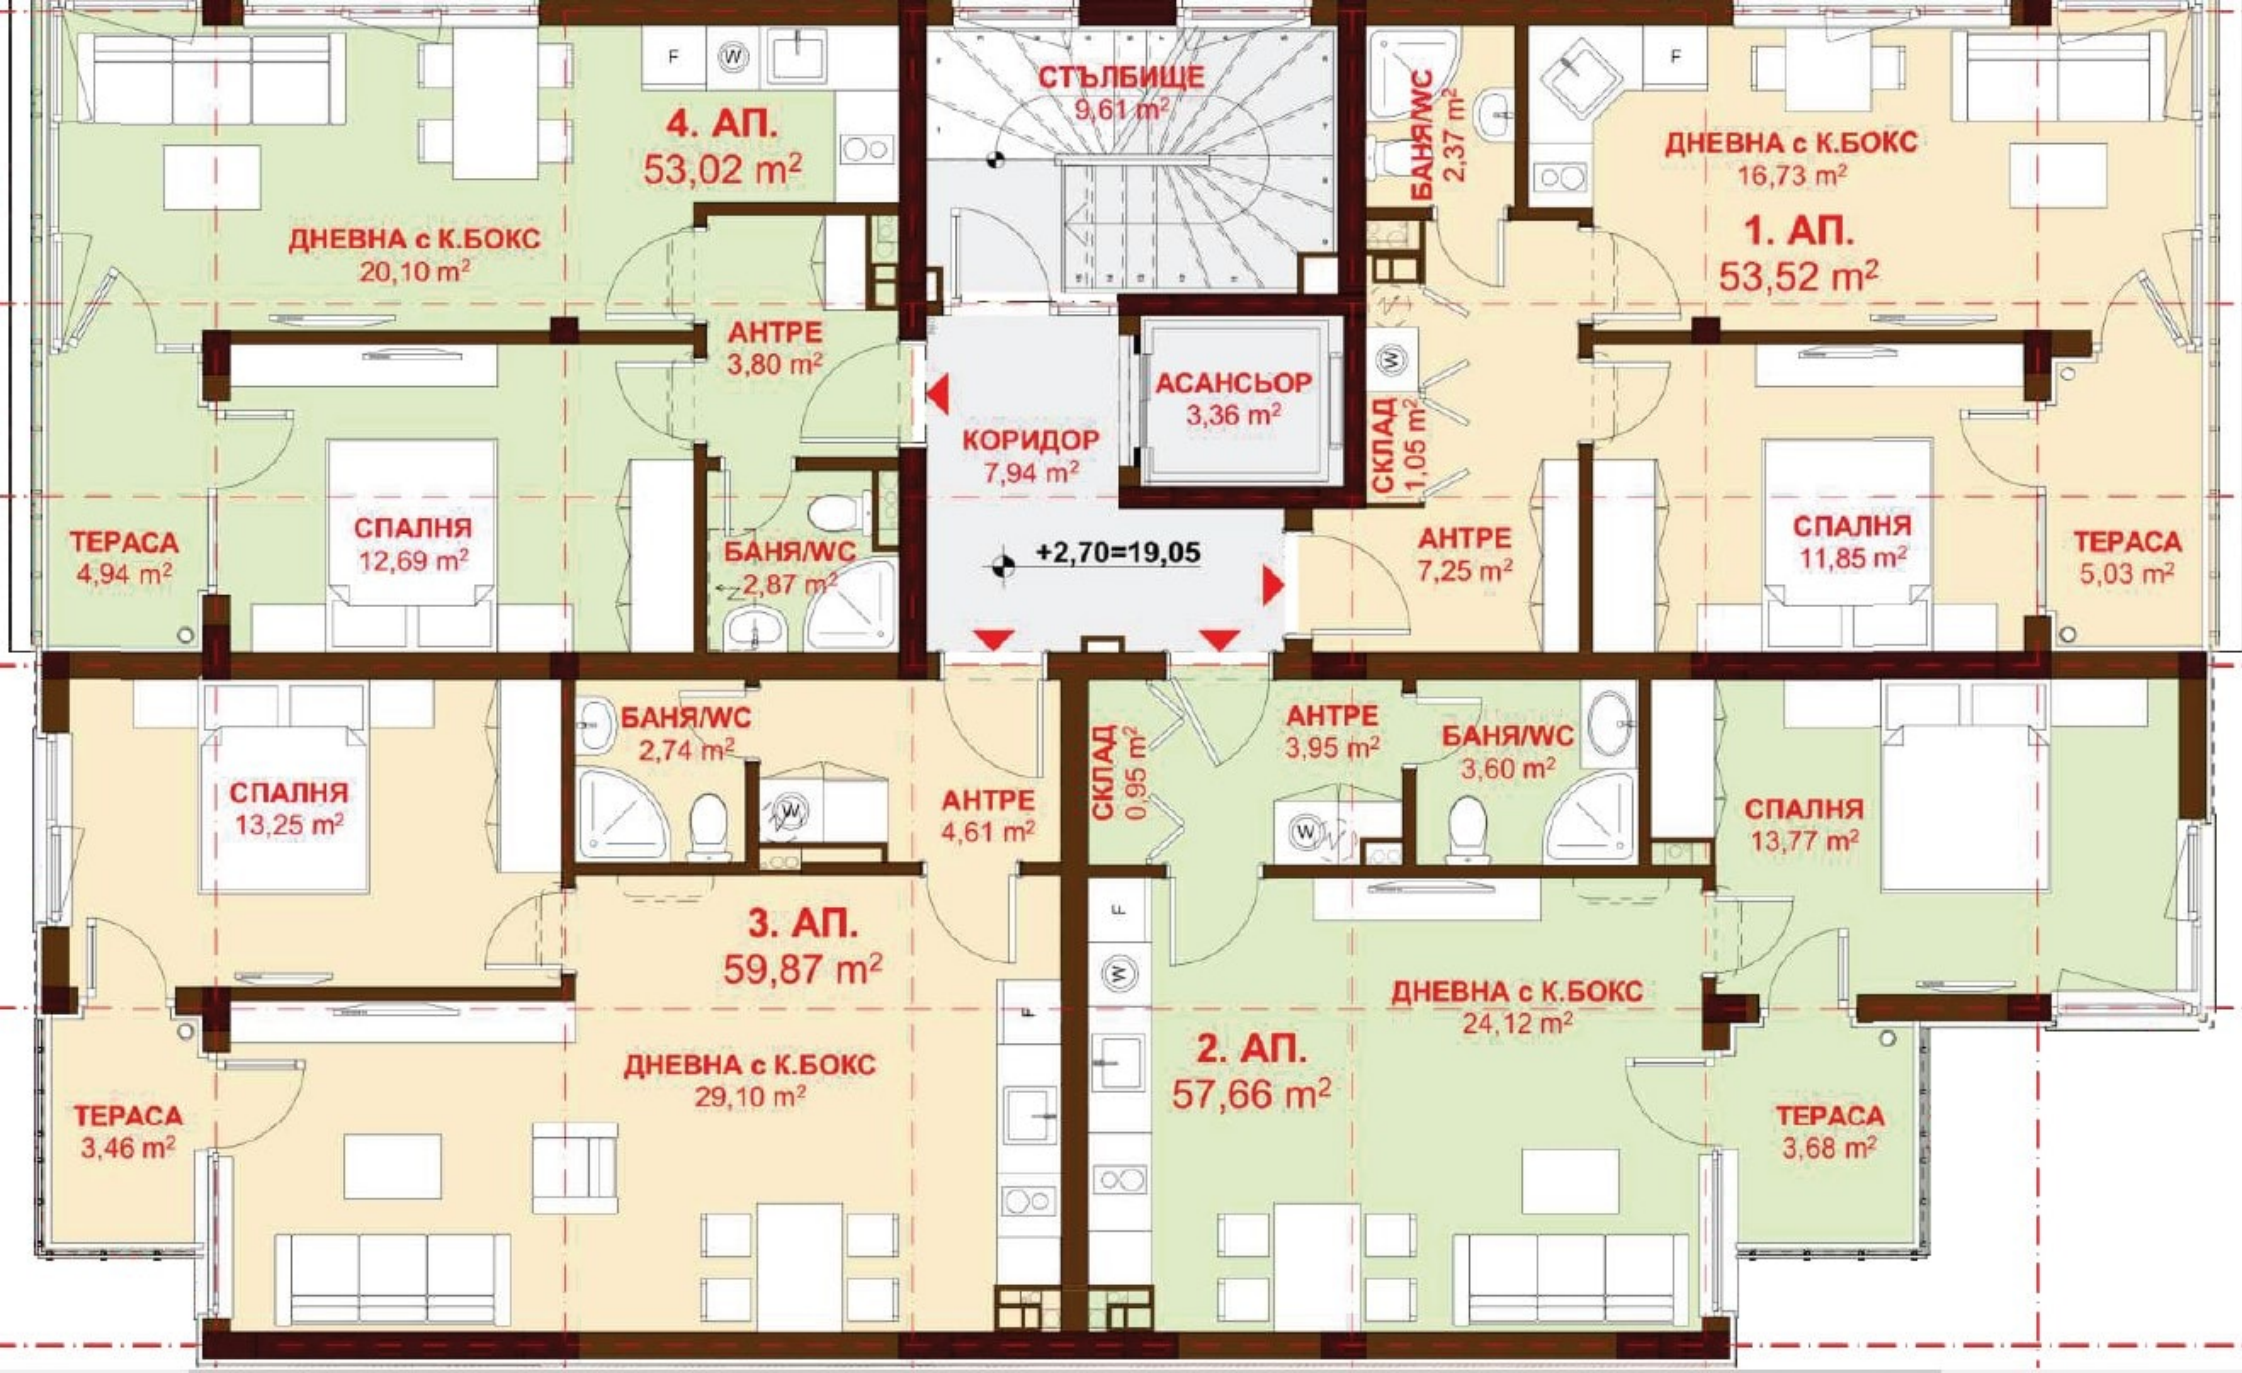 F
W
4. АП.
53,02 m²
ДНЕВНА с К.БОКС
20,10 m²
АНТРЕ
3,80 m²
СПАЛНЯ
12,69 m²
ТЕРАСА
4,94 m²
БАНЯ/WC
2,87 m²
СТЪЛБИЩЕ
9,61 m²
КОРИДОР
7,94 m²
АСАНСЬОР
3,36 m²
+2,70=19,05
БАНЯ/WC
2,37 m²
F
ДНЕВНА с К.БОКС
16,73 m²
1. АП.
53,52 m²
W
СКЛАД
1,05 m²
АНТРЕ
7,25 m²
СПАЛНЯ
11,85 m²
ТЕРАСА
5,03 m²
СПАЛНЯ
13,25 m²
БАНЯ/WC
2,74 m²
W
АНТРЕ
4,61 m²
3. АП.
59,87 m²
F
ДНЕВНА с К.БОКС
29,10 m²
ТЕРАСА
3,46 m²
СКЛАД
0,95 m²
АНТРЕ
3,95 m²
W
БАНЯ/WC
3,60 m²
СПАЛНЯ
13,77 m²
F
W
ДНЕВНА с К.БОКС
24,12 m²
2. АП.
57,66 m²
ТЕРАСА
3,68 m²